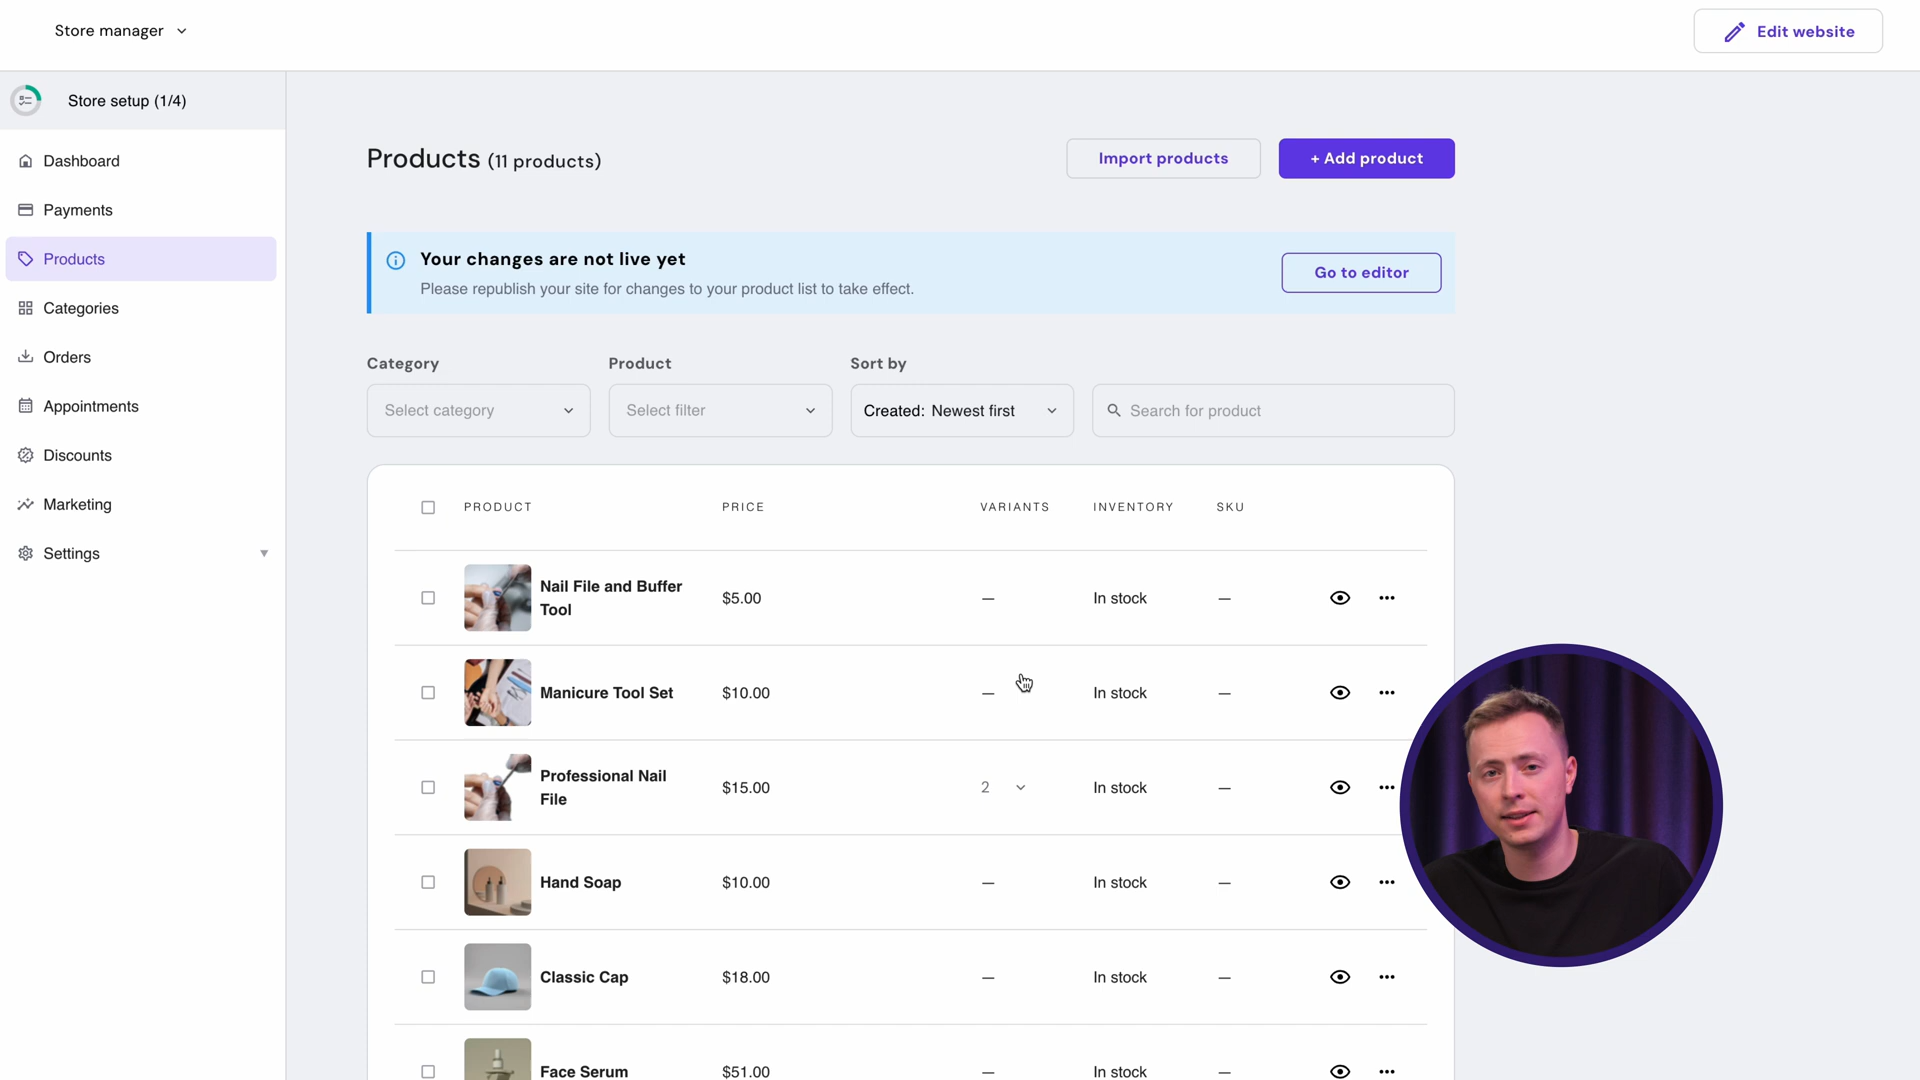 Store manager
Edit website
Store setup (1/4)
Dashboard
Payments
Products
Categories
Orders
Appointments
Discounts
Marketing
Settings
Products (11 products)
Import products
+ Add product
Your changes are not live yet
Please republish your site for changes to your product list to take effect.
Go to editor
Category
Product
Sort by
Select category
Select filter
Created: Newest first
Search for product
PRODUCT PRICE VARIANTS INVENTORY SKU
Nail File and Buffer
Tool
$5.00 — In stock —
Manicure Tool Set $10.00 — In stock —
Professional Nail
File
$15.00 2 In stock —
Hand Soap $10.00 — In stock —
Classic Cap $18.00 — In stock —
Face Serum $51.00 — In stock —